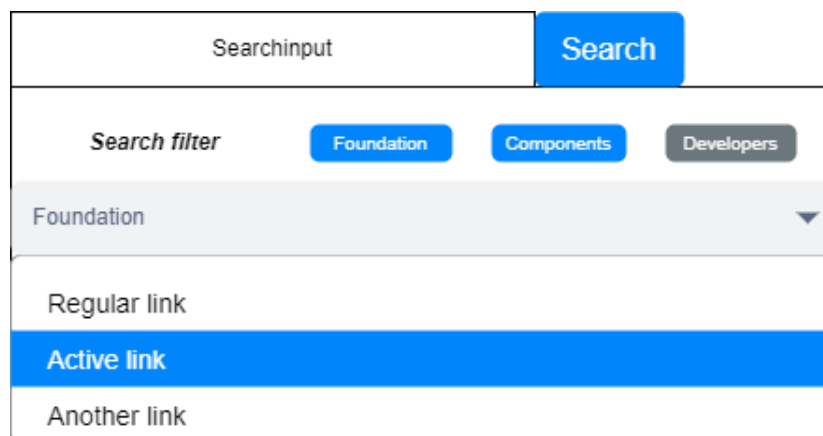 Searchinput Search
Search filter Foundation Components Developers
Foundation
Regular link
Active link
Another link